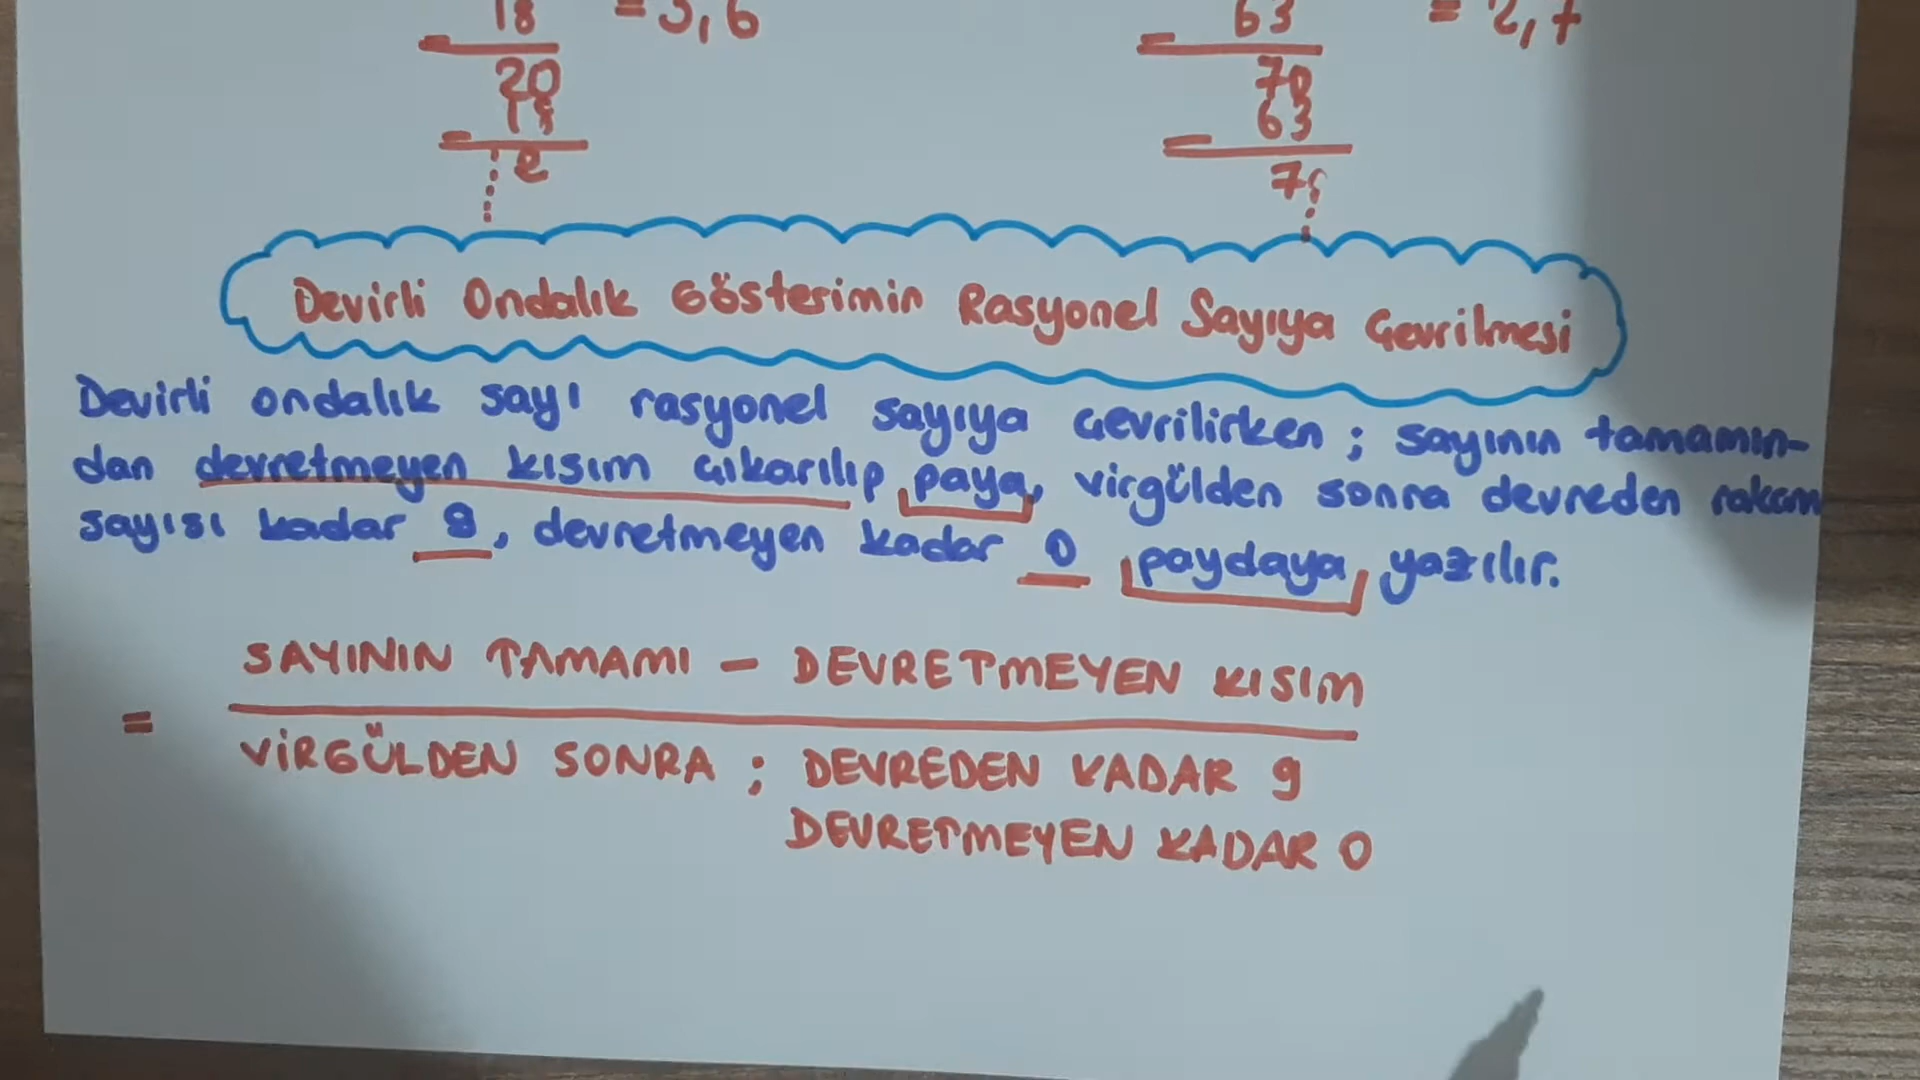 18 = 3,6 63 = 2,7
20 70
18 63
2 7
Devirli Ondalık Gösterimin Rasyonel Sayıya Çevrilmesi
Devirli ondalık sayı rasyonel sayıya çevrilirken ; sayının tamamın-
dan devretmeyen kısım çıkarılıp paya, virgülden sonra devreden rakam
sayısı kadar 9, devretmeyen kadar 0 paydaya yazılır.
SAYININ TAMAMI - DEVRETMEYEN KISIM
=
VİRGÜLDEN SONRA ; DEVREDEN KADAR 9
DEVRETMEYEN KADAR 0